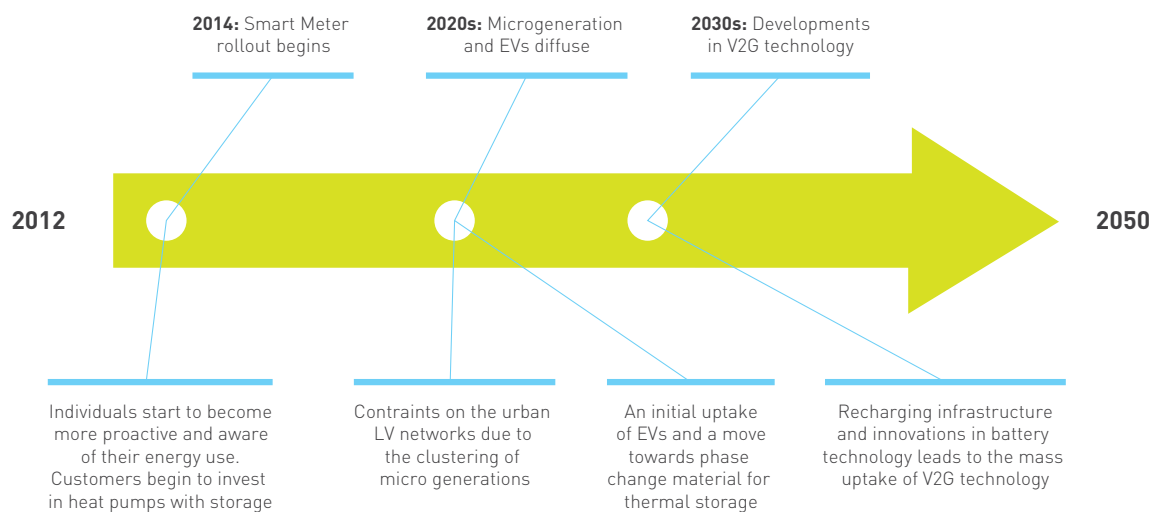 2014: Smart Meter
rollout begins
2020s: Microgeneration
and EVs diffuse
2030s: Developments
in V2G technology
2012
2050
Individuals start to become
more proactive and aware
of their energy use.
Customers begin to invest
in heat pumps with storage
Contraints on the urban
LV networks due to
the clustering of
micro generations
An initial uptake
of EVs and a move
towards phase
change material for
thermal storage
Recharging infrastructure
and innovations in battery
technology leads to the mass
uptake of V2G technology